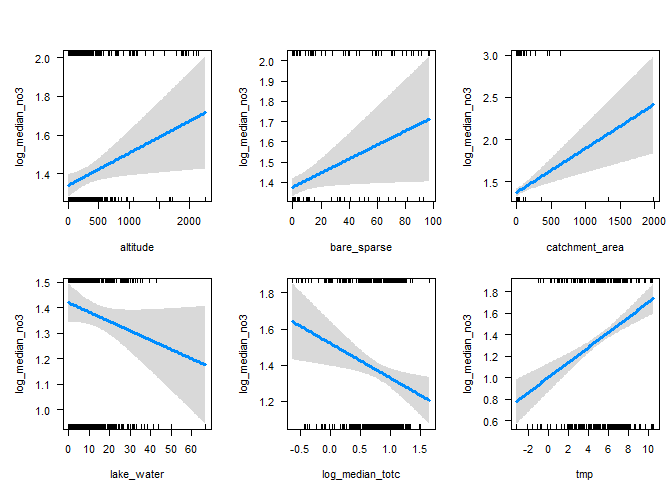 log_median_no3
2.0
1.8
1.6
1.4
0 500 1000 2000
altitude
log_median_no3
2.0
1.9
1.8
1.7
1.6
1.5
1.4
0 20 40 60 80 100
bare_sparse
log_median_no3
3.0
2.5
2.0
1.5
0 500 1000 1500 2000
catchment_area
log_median_no3
1.5
1.4
1.3
1.2
1.1
1.0
0 10 20 30 40 50 60
lake_water
log_median_no3
1.8
1.6
1.4
1.2
-0.5 0.0 0.5 1.0 1.5
log_median_totc
log_median_no3
1.8
1.6
1.4
1.2
1.0
0.8
0.6
-2 0 2 4 6 8 10
tmp